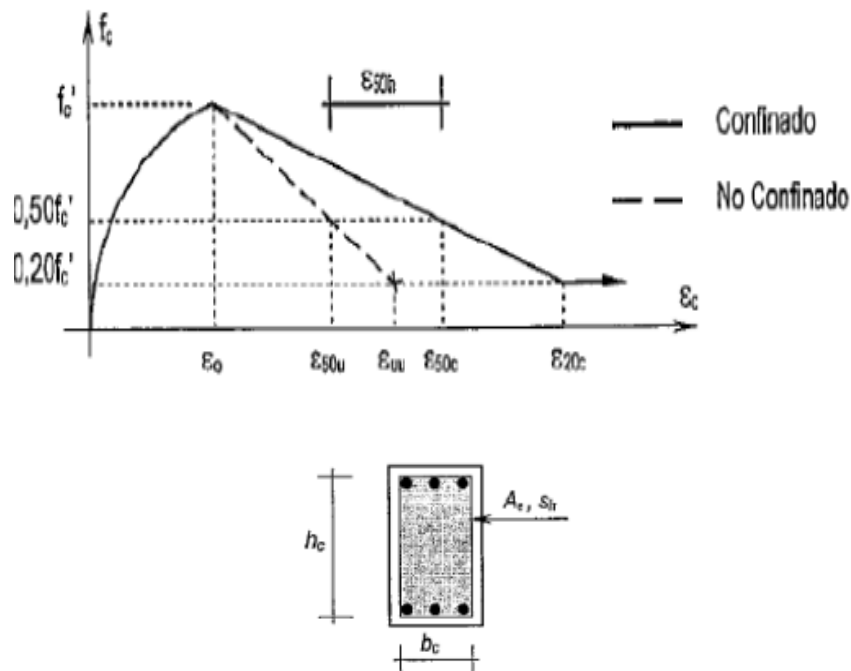 f_c
f_c'
ε_50h
Confinado
No Confinado
0,50f_c'
0,20f_c'
ε_c
ε_o ε_50u ε_uu ε_50c ε_20c
h_c
A_e , s_h
b_c